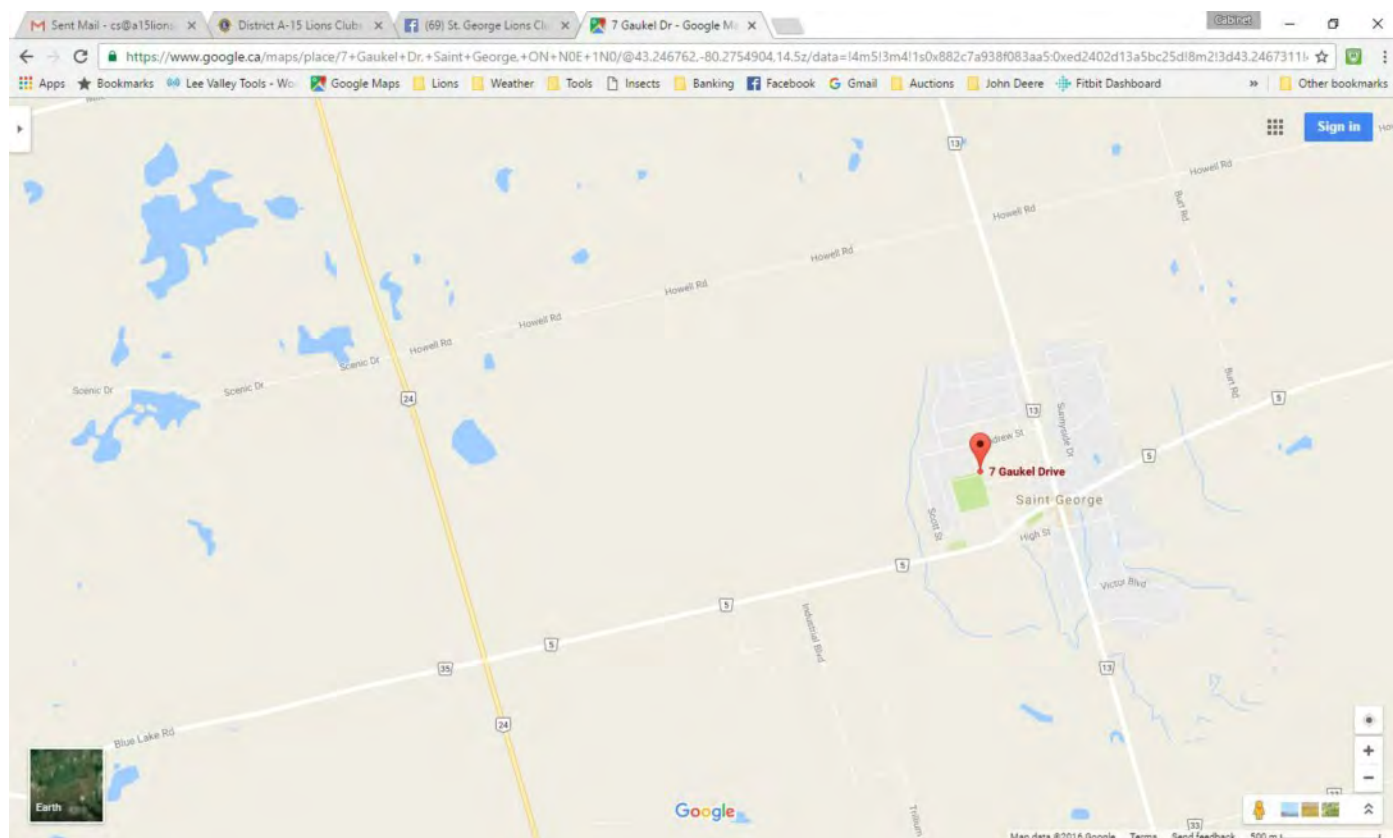 Sent Mail - cs@a15lions
District A-15 Lions Clubs
(69) St. George Lions Clu
7 Gaukel Dr - Google Ma
Cabinet
https://www.google.ca/maps/place/7+Gaukel+Dr,+Saint+George,+ON+N0E+1N0/@43.246762,-80.2754904,14.5z/data=!4m5!3m4!1s0x882c7a938f083aa5:0xed2402d13a5bc25d!8m2!3d43.2467311!
Apps Bookmarks Lee Valley Tools - Wo Google Maps Lions Weather Tools Insects Banking Facebook Gmail Auctions John Deere Fitbit Dashboard » Other bookmarks
Sign in
13
Howell Rd
Burt Rd
Howell Rd
Howell Rd
Howell Rd
Howell Rd
Howell Rd
Scenic Dr
Scenic Dr
Scenic Dr
24
Burt Rd
5
13
Sunnyside Dr
drew St
5
7 Gaukel Drive
Saint George
Scott St
High St
5
Victor Blvd
5
Industrial Blvd
5
35
13
24
Blue Lake Rd
Earth
Google
Trillium
33
Map data ©2016 Google Terms Send feedback 500 m